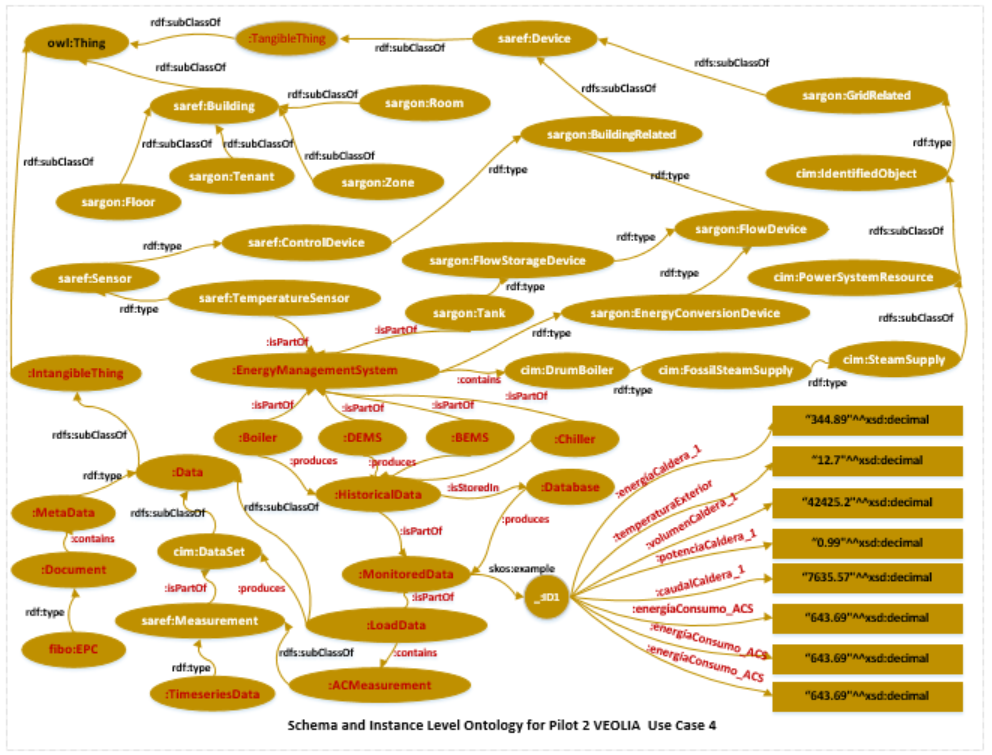 rdf:subClassOf
owl:Thing
:TangibleThing
saref:Device
rdf:subClassOf
rdf:subClassOf
rdfs:subClassOf
saref:Building
rdf:subClassOf
sargon:Room
rdfs:subClassOf
sargon:GridRelated
sargon:BuildingRelated
rdf:subClassOf
rdf:subClassOf
rdf:subClassOf
rdf:type
rdf:subClassOf
sargon:Tenant
sargon:Zone
rdf:type
rdf:type
cim:IdentifiedObject
sargon:Floor
rdf:type
saref:ControlDevice
rdf:type
sargon:FlowDevice
rdfs:subClassOf
saref:Sensor
sargon:FlowStorageDevice
rdf:type
cim:PowerSystemResource
rdf:type
saref:TemperatureSensor
rdf:type
sargon:Tank
sargon:EnergyConversionDevice
rdfs:subClassOf
:isPartOf
:isPartOf
rdf:type
:IntangibleThing
:EnergyManagementSystem
:contains
cim:DrumBoiler
rdf:type
cim:FossilSteamSupply
rdf:type
cim:SteamSupply
:isPartOf
:isPartOf
:isPartOf
:isPartOf
rdfs:subClassOf
:Boiler
:DEMS
:BEMS
:Chiller
"344.89"^^xsd:decimal
:produces
:produces
:energíaCaldera_1
"12.7"^^xsd:decimal
rdf:type
:Data
:HistoricalData
:isStoredIn
:Database
:temperaturaExterior
"42425.2"^^xsd:decimal
:MetaData
rdfs:subClassOf
rdfs:subClassOf
:produces
:volumenCaldera_1
:contains
cim:DataSet
:isPartOf
:potenciaCaldera_1
"0.99"^^xsd:decimal
:Document
:isPartOf
:produces
:MonitoredData
skos:example
_:ID1
:caudalCaldera_1
"7635.57"^^xsd:decimal
rdf:type
saref:Measurement
:isPartOf
:LoadData
:energíaConsumo_ACS
"643.69"^^xsd:decimal
fibo:EPC
rdf:type
rdfs:subClassOf
:contains
:energíaConsumo_ACS
"643.69"^^xsd:decimal
:TimeseriesData
:ACMeasurement
:energíaConsumo_ACS
"643.69"^^xsd:decimal
Schema and Instance Level Ontology for Pilot 2 VEOLIA Use Case 4